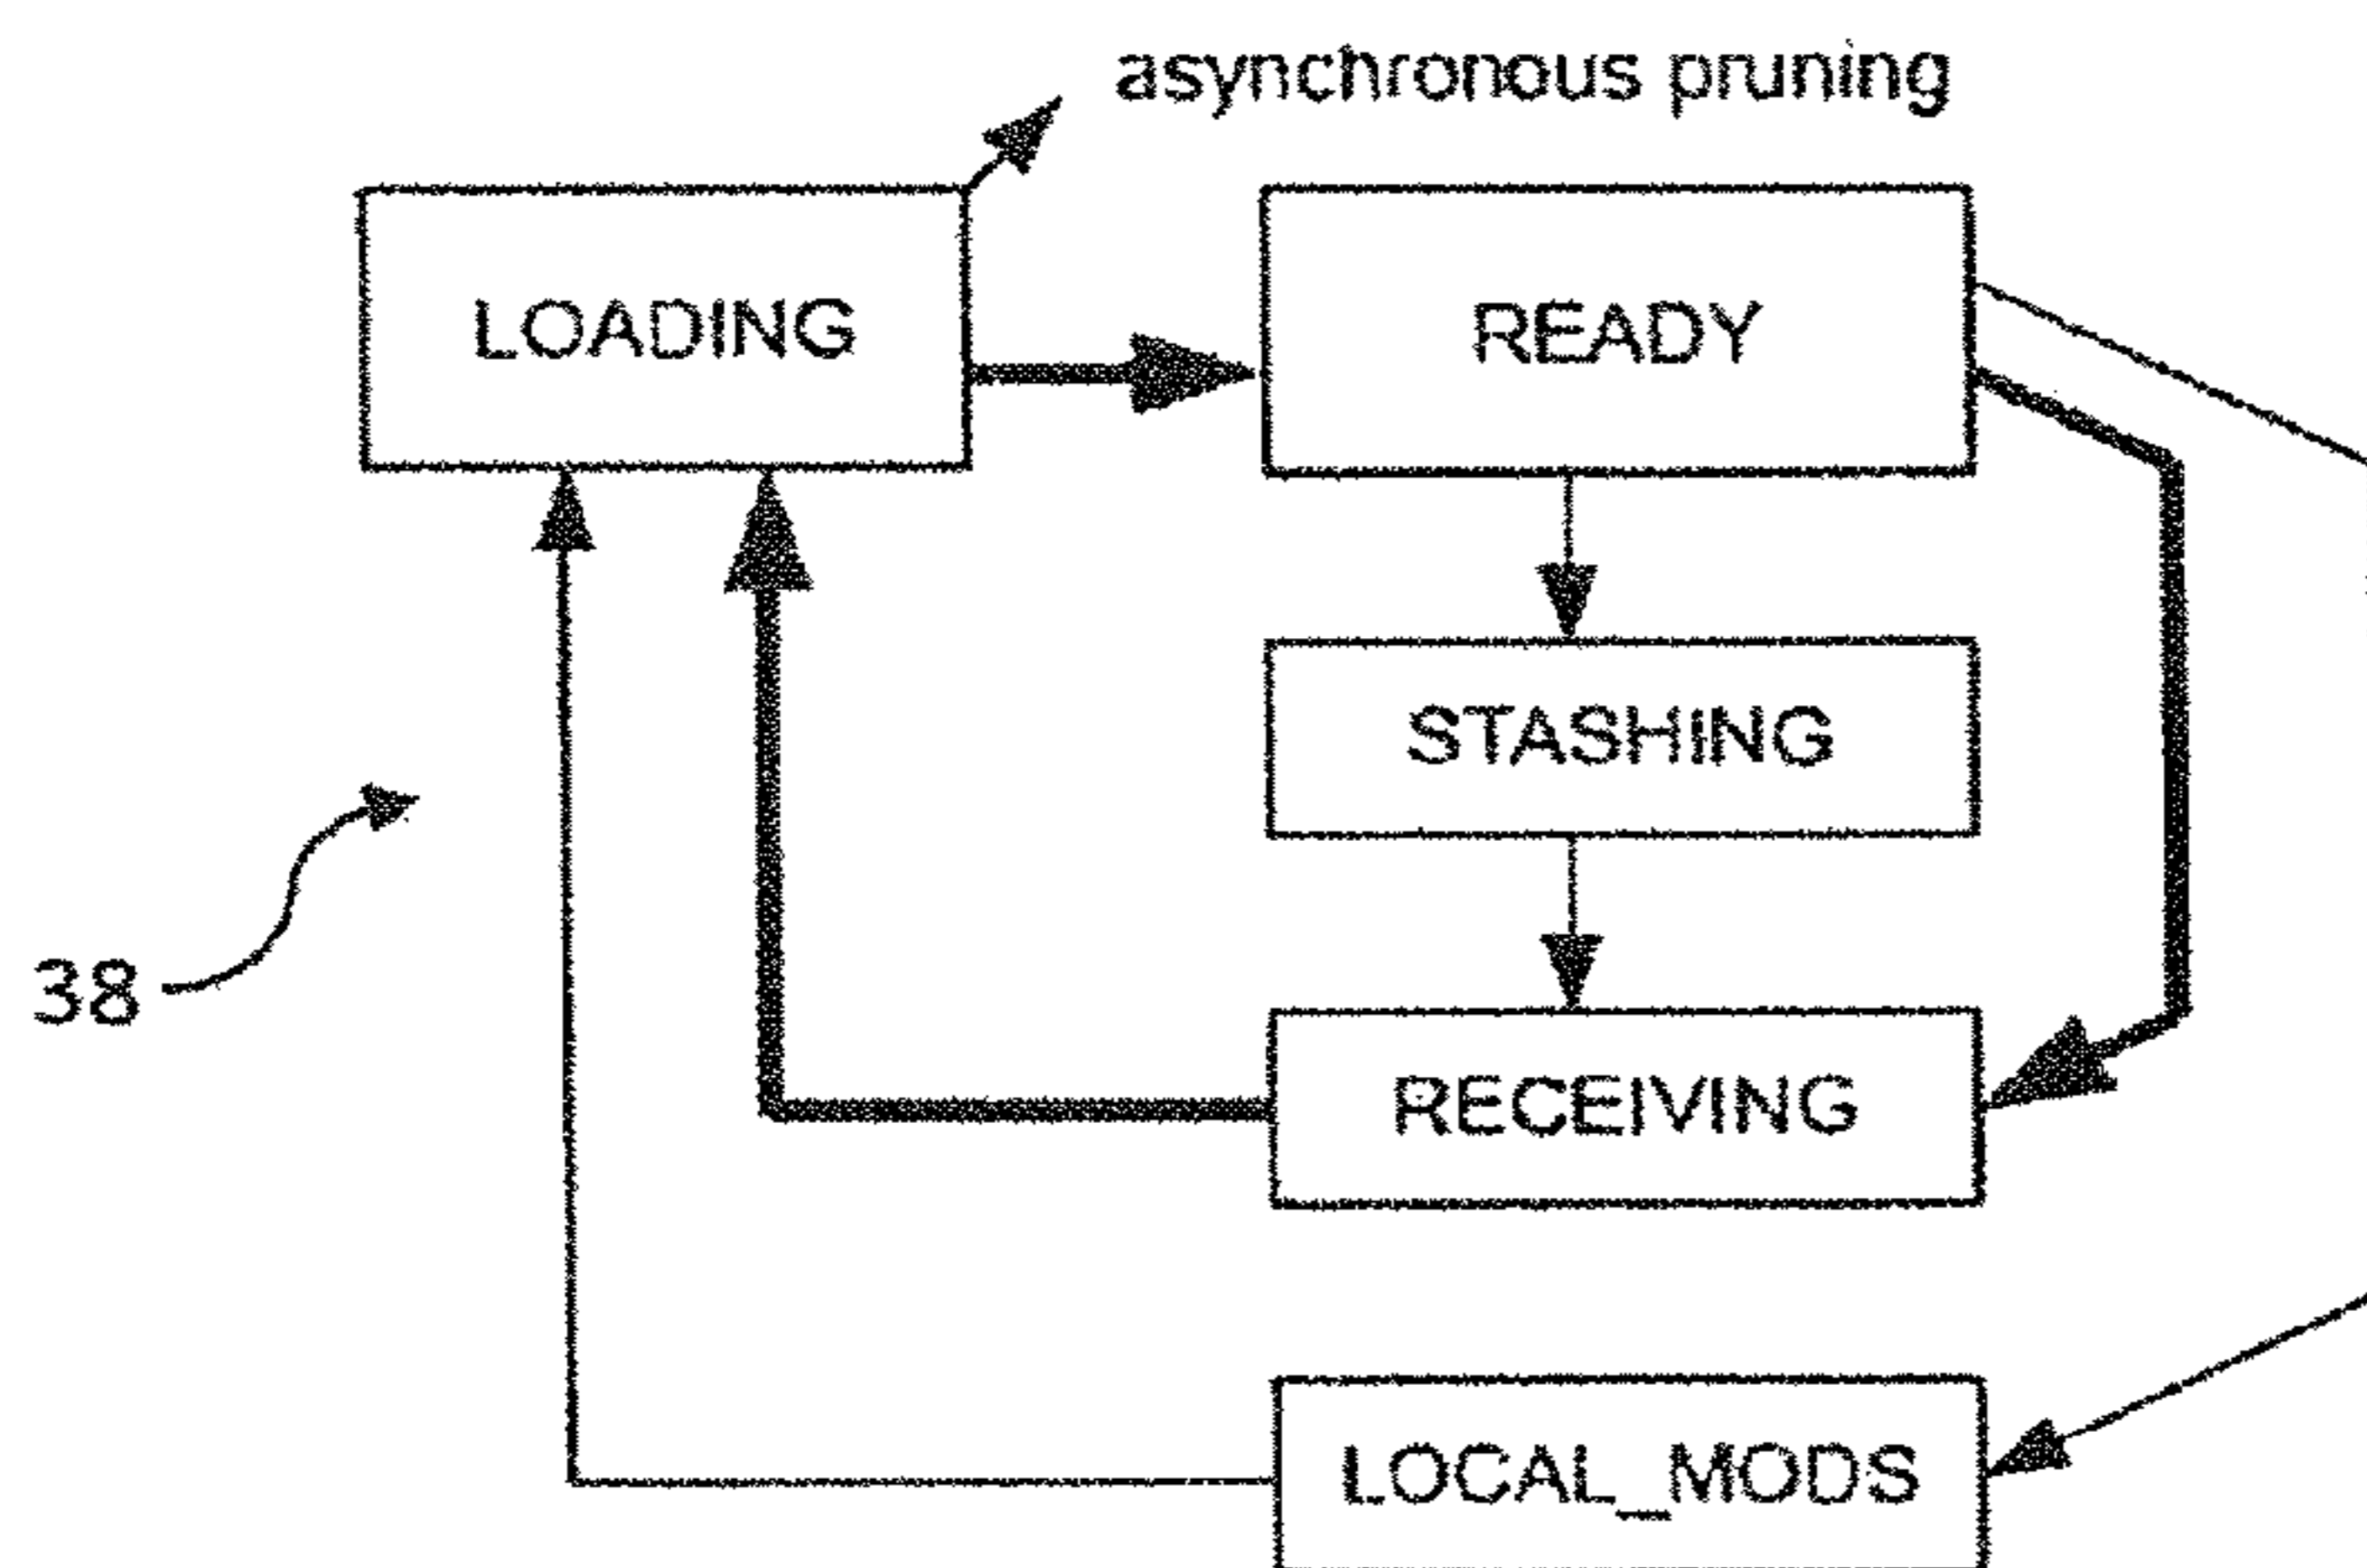 asynchronous pruning
LOADING
READY
STASHING
38
RECEIVING
LOCAL_MODS